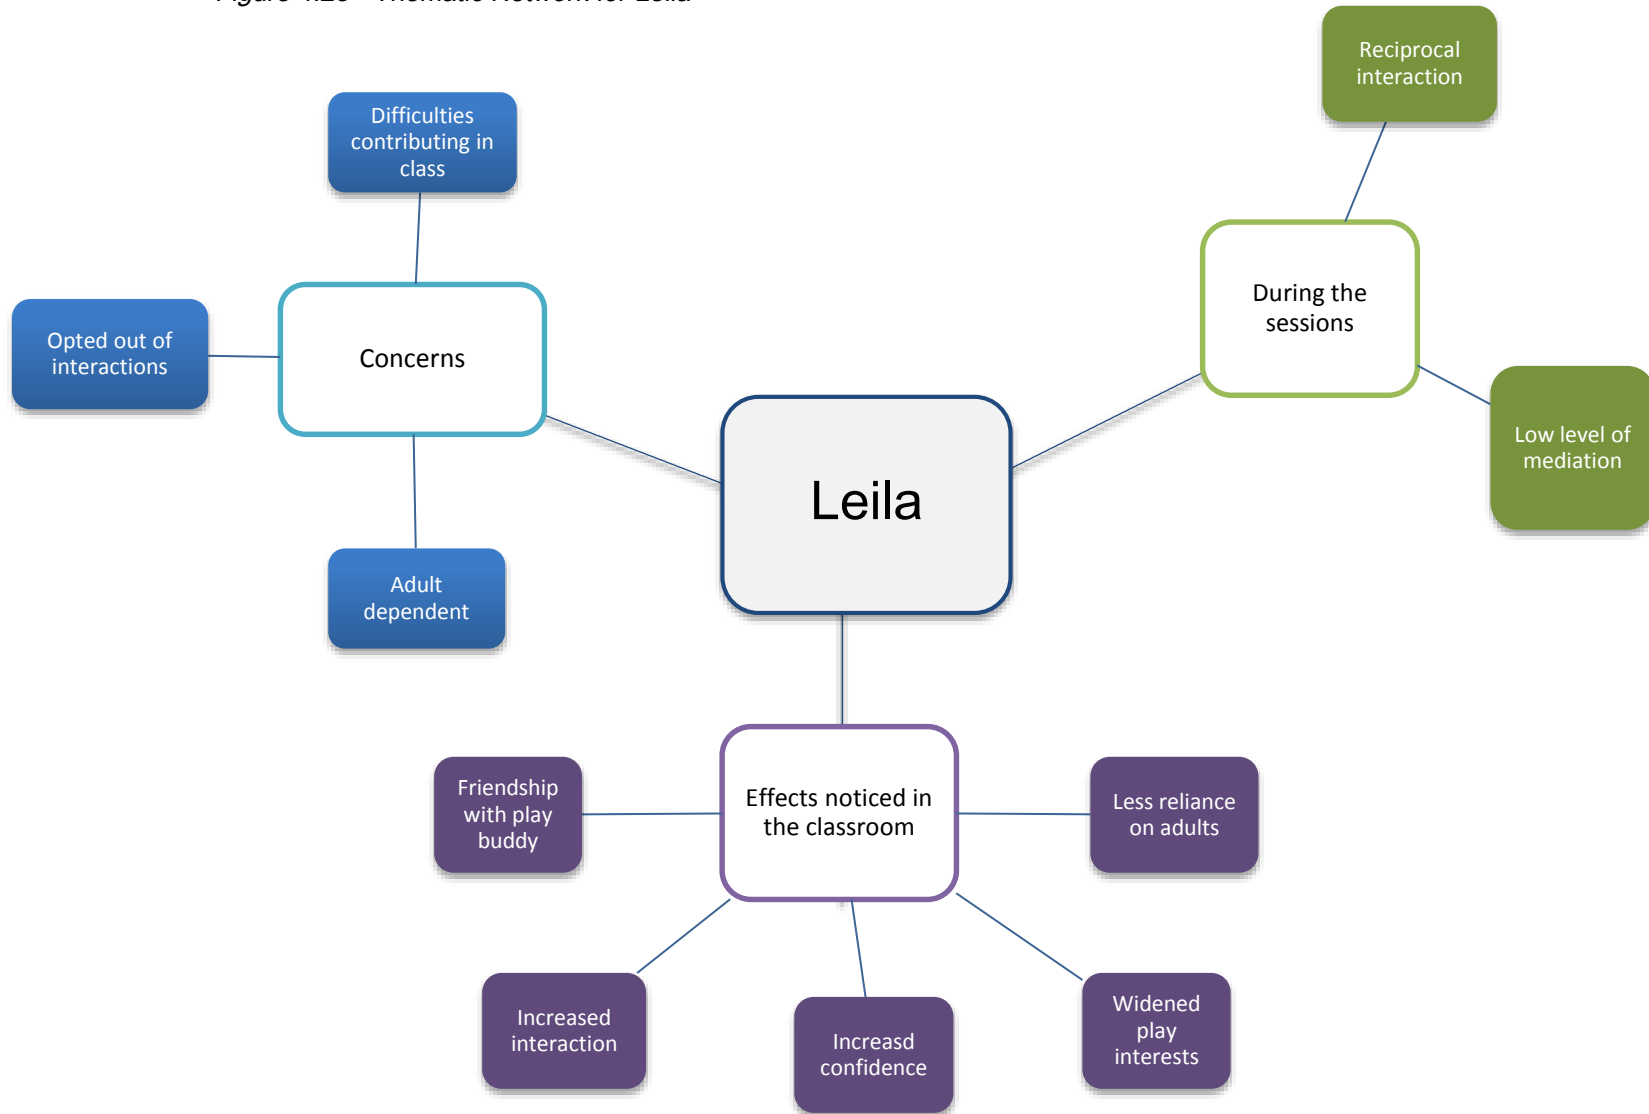 Reciprocal
interaction
Difficulties
contributing in
class
During the
sessions
Opted out of
interactions
Concerns
Low level of
mediation
Leila
Adult
dependent
Friendship
with play
buddy
Effects noticed in
the classroom
Less reliance
on adults
Increased
interaction
Increasd
confidence
Widened
play
interests